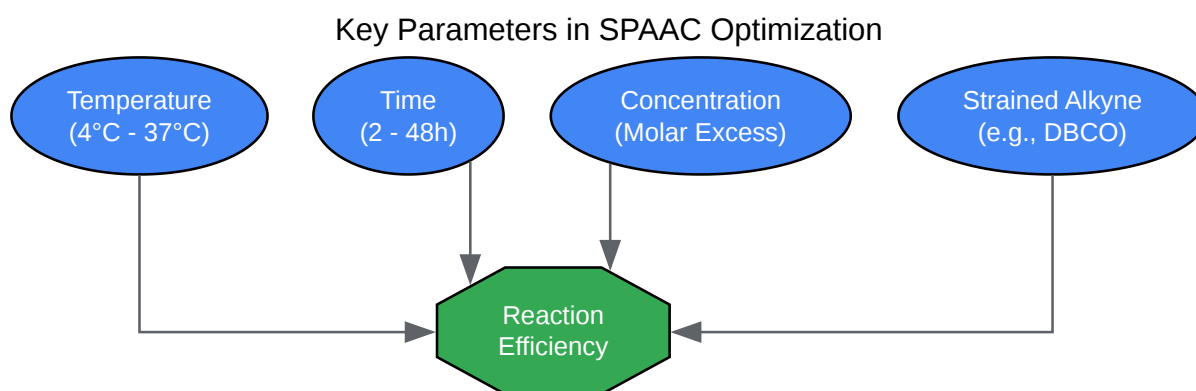 Key Parameters in SPAAC Optimization
Temperature
(4°C - 37°C)
Time
(2 - 48h)
Concentration
(Molar Excess)
Strained Alkyne
(e.g., DBCO)
Reaction
Efficiency